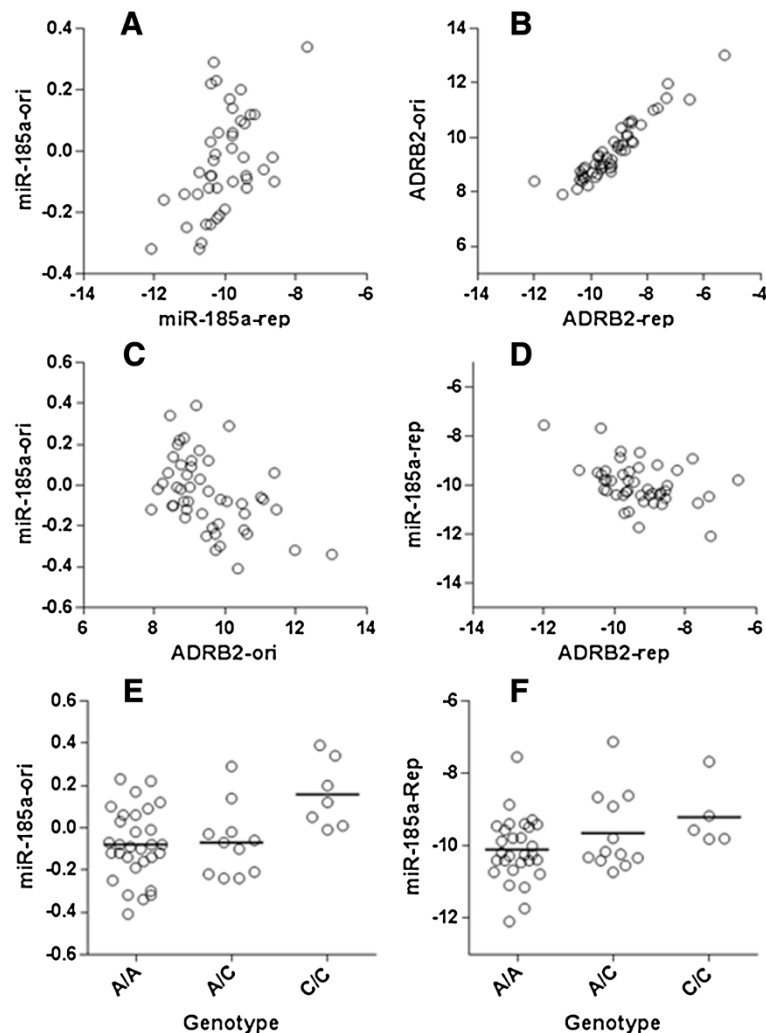 A
0.4
0.2
0.0
-0.2
-0.4
miR-185a-ori
-14
-12
-10
-8
-6
miR-185a-rep
B
14
12
10
8
6
ADRB2-ori
-14
-12
-10
-8
-6
-4
ADRB2-rep
C
0.6
0.4
0.2
0.0
-0.2
-0.4
-0.6
miR-185a-ori
6
8
10
12
14
ADRB2-ori
D
-6
-8
-10
-12
-14
miR-185a-rep
-14
-12
-10
-8
-6
ADRB2-rep
E
0.6
0.4
0.2
0.0
-0.2
-0.4
-0.6
miR-185a-ori
A/A
A/C
C/C
Genotype
F
-6
-8
-10
-12
miR-185a-Rep
A/A
A/C
C/C
Genotype